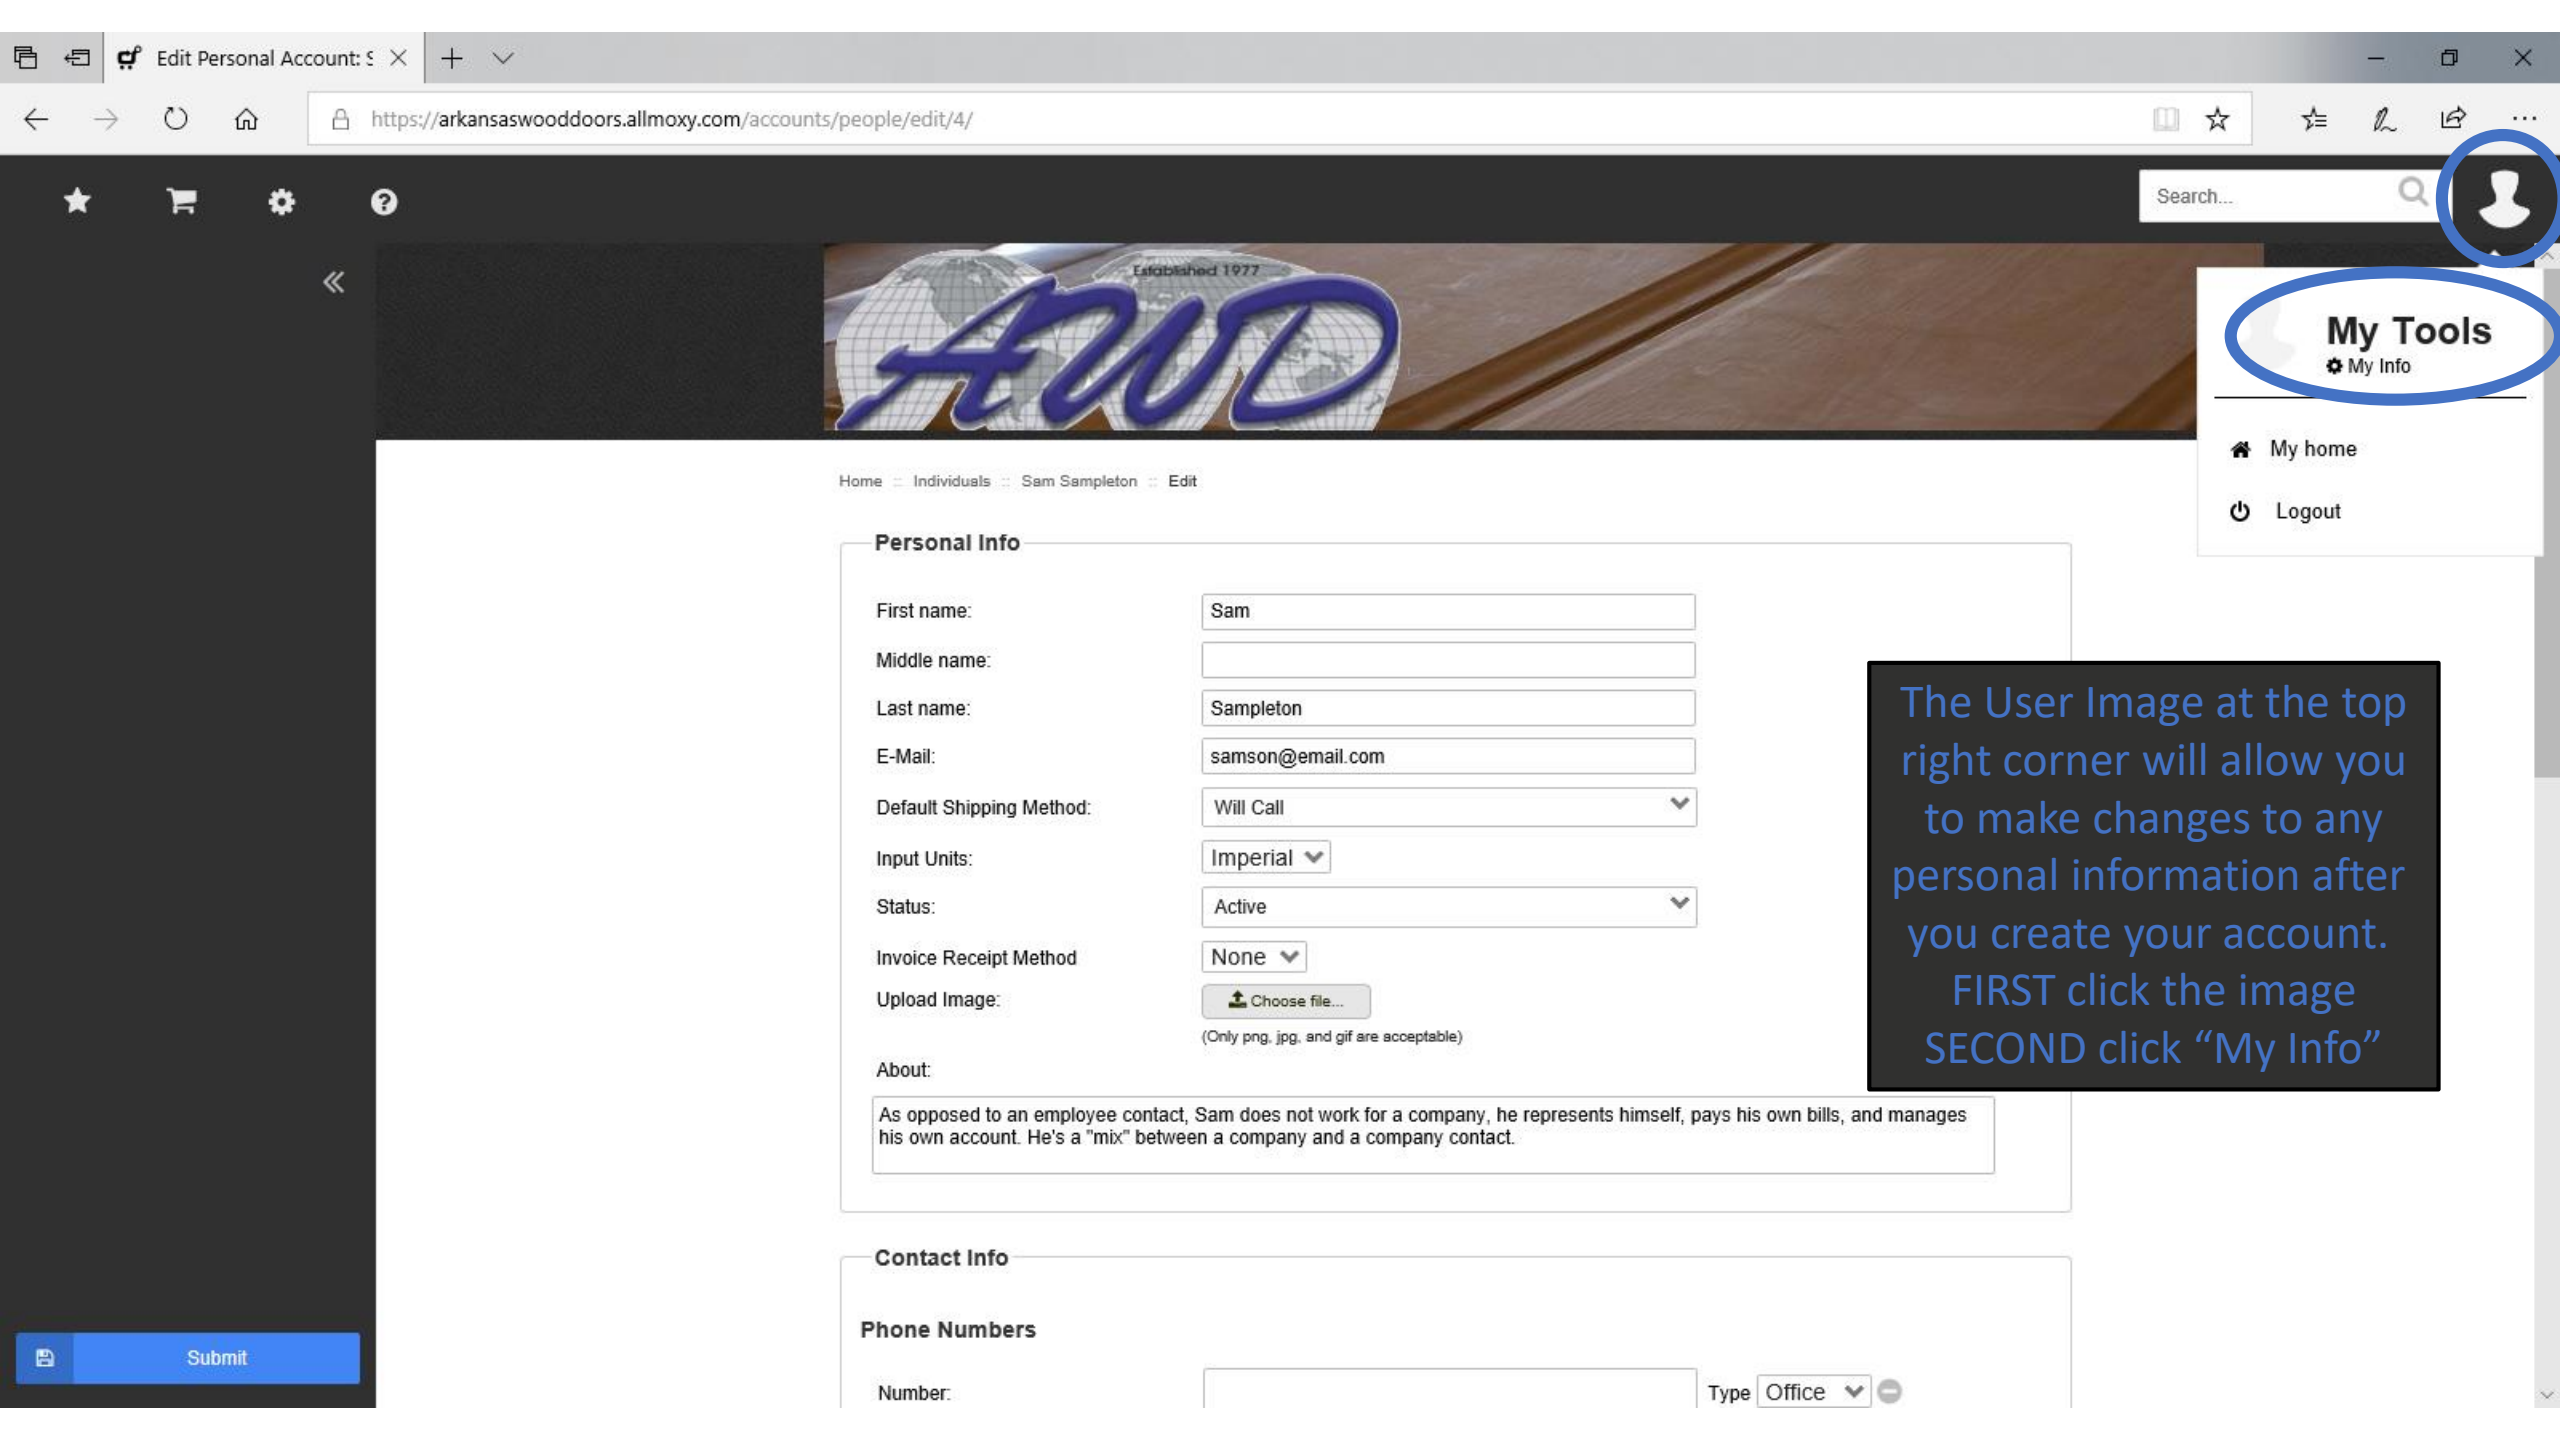 Edit Personal Account: S
https://arkansaswooddoors.allmoxy.com/accounts/people/edit/4/
Search...
Established 1977
AWD
My Tools
My Info
My home
Logout
Home :: Individuals :: Sam Sampleton :: Edit
Personal Info
First name: Sam
Middle name:
Last name: Sampleton
E-Mail: samson@email.com
Default Shipping Method: Will Call
Input Units: Imperial
Status: Active
Invoice Receipt Method None
Upload Image: Choose file...
(Only png, jpg, and gif are acceptable)
About:
As opposed to an employee contact, Sam does not work for a company, he represents himself, pays his own bills, and manages
his own account. He's a "mix" between a company and a company contact.
The User Image at the top
right corner will allow you
to make changes to any
personal information after
you create your account.
FIRST click the image
SECOND click “My Info”
Contact Info
Phone Numbers
Number: Type Office
Submit